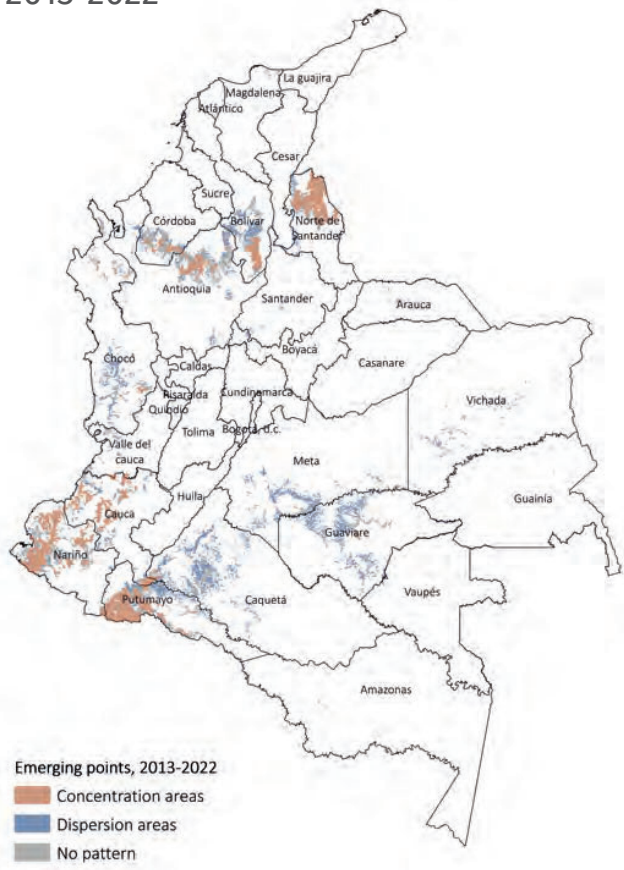 2013-2022
La guajira
Magdalena
Atlántico
Cesar
Sucre
Córdoba
Bolívar
Norte de
Santander
Antioquia
Santander
Arauca
Boyacá
Chocó
Caldas
Casanare
Risaralda
Cundinamarca
Vichada
Quindío
Bogotá, d.c.
Tolima
Valle del
cauca
Meta
Huila
Guainía
Cauca
Guaviare
Nariño
Vaupés
Putumayo
Caquetá
Amazonas
Emerging points, 2013-2022
Concentration areas
Dispersion areas
No pattern